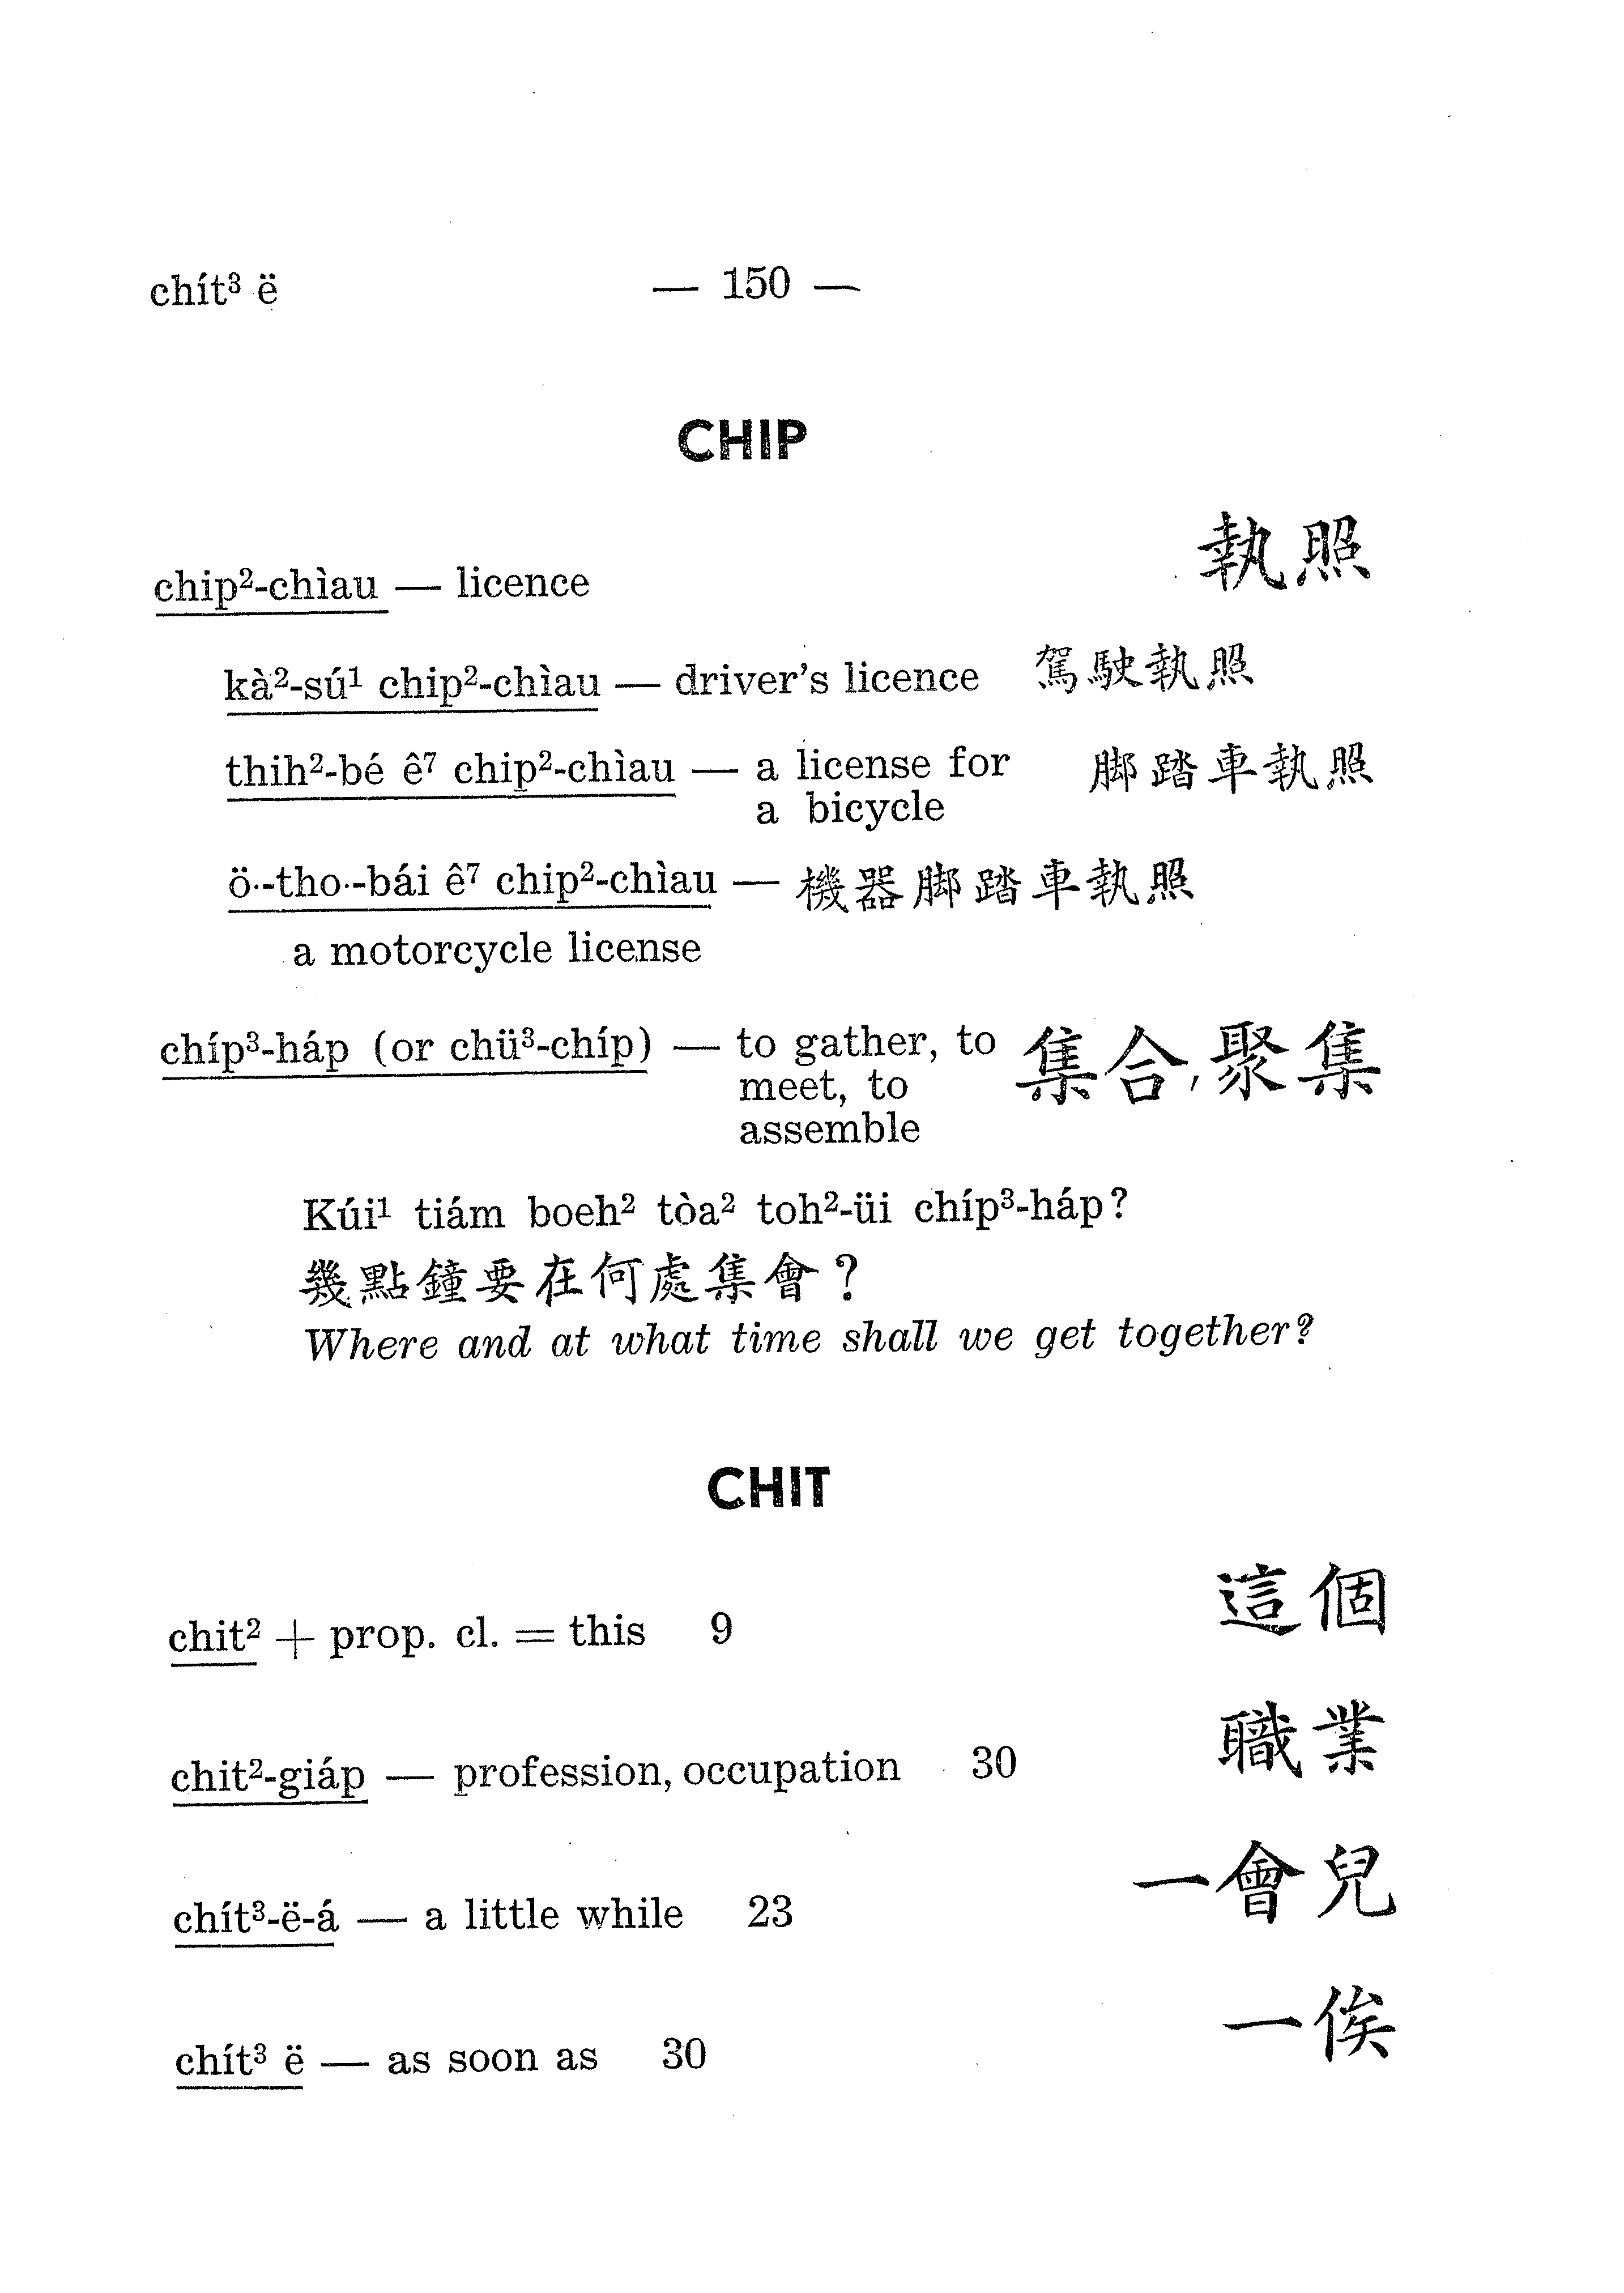 chít³ ë — 150 —
CHIP
chip²-chìau — licence 執照
kà²-sú¹ chip²-chìau — driver's licence 駕駛執照
thih²-bé ê⁷ chip²-chìau — a license for 脚踏車執照
a bicycle
ö·-tho·-bái ê⁷ chip²-chìau — 機器脚踏車執照
a motorcycle license
chíp³-háp (or chü³-chíp) — to gather, to 集合,聚集
meet, to
assemble
Kúi¹ tiám boeh² tòa² toh²-üi chíp³-háp?
幾點鐘要在何處集會?
Where and at what time shall we get together?
CHIT
chit² + prop. cl. = this 9 這個
chit²-giáp — profession, occupation 30 職業
chít³-ë-á — a little while 23 一會兒
chít³ ë — as soon as 30 一俟